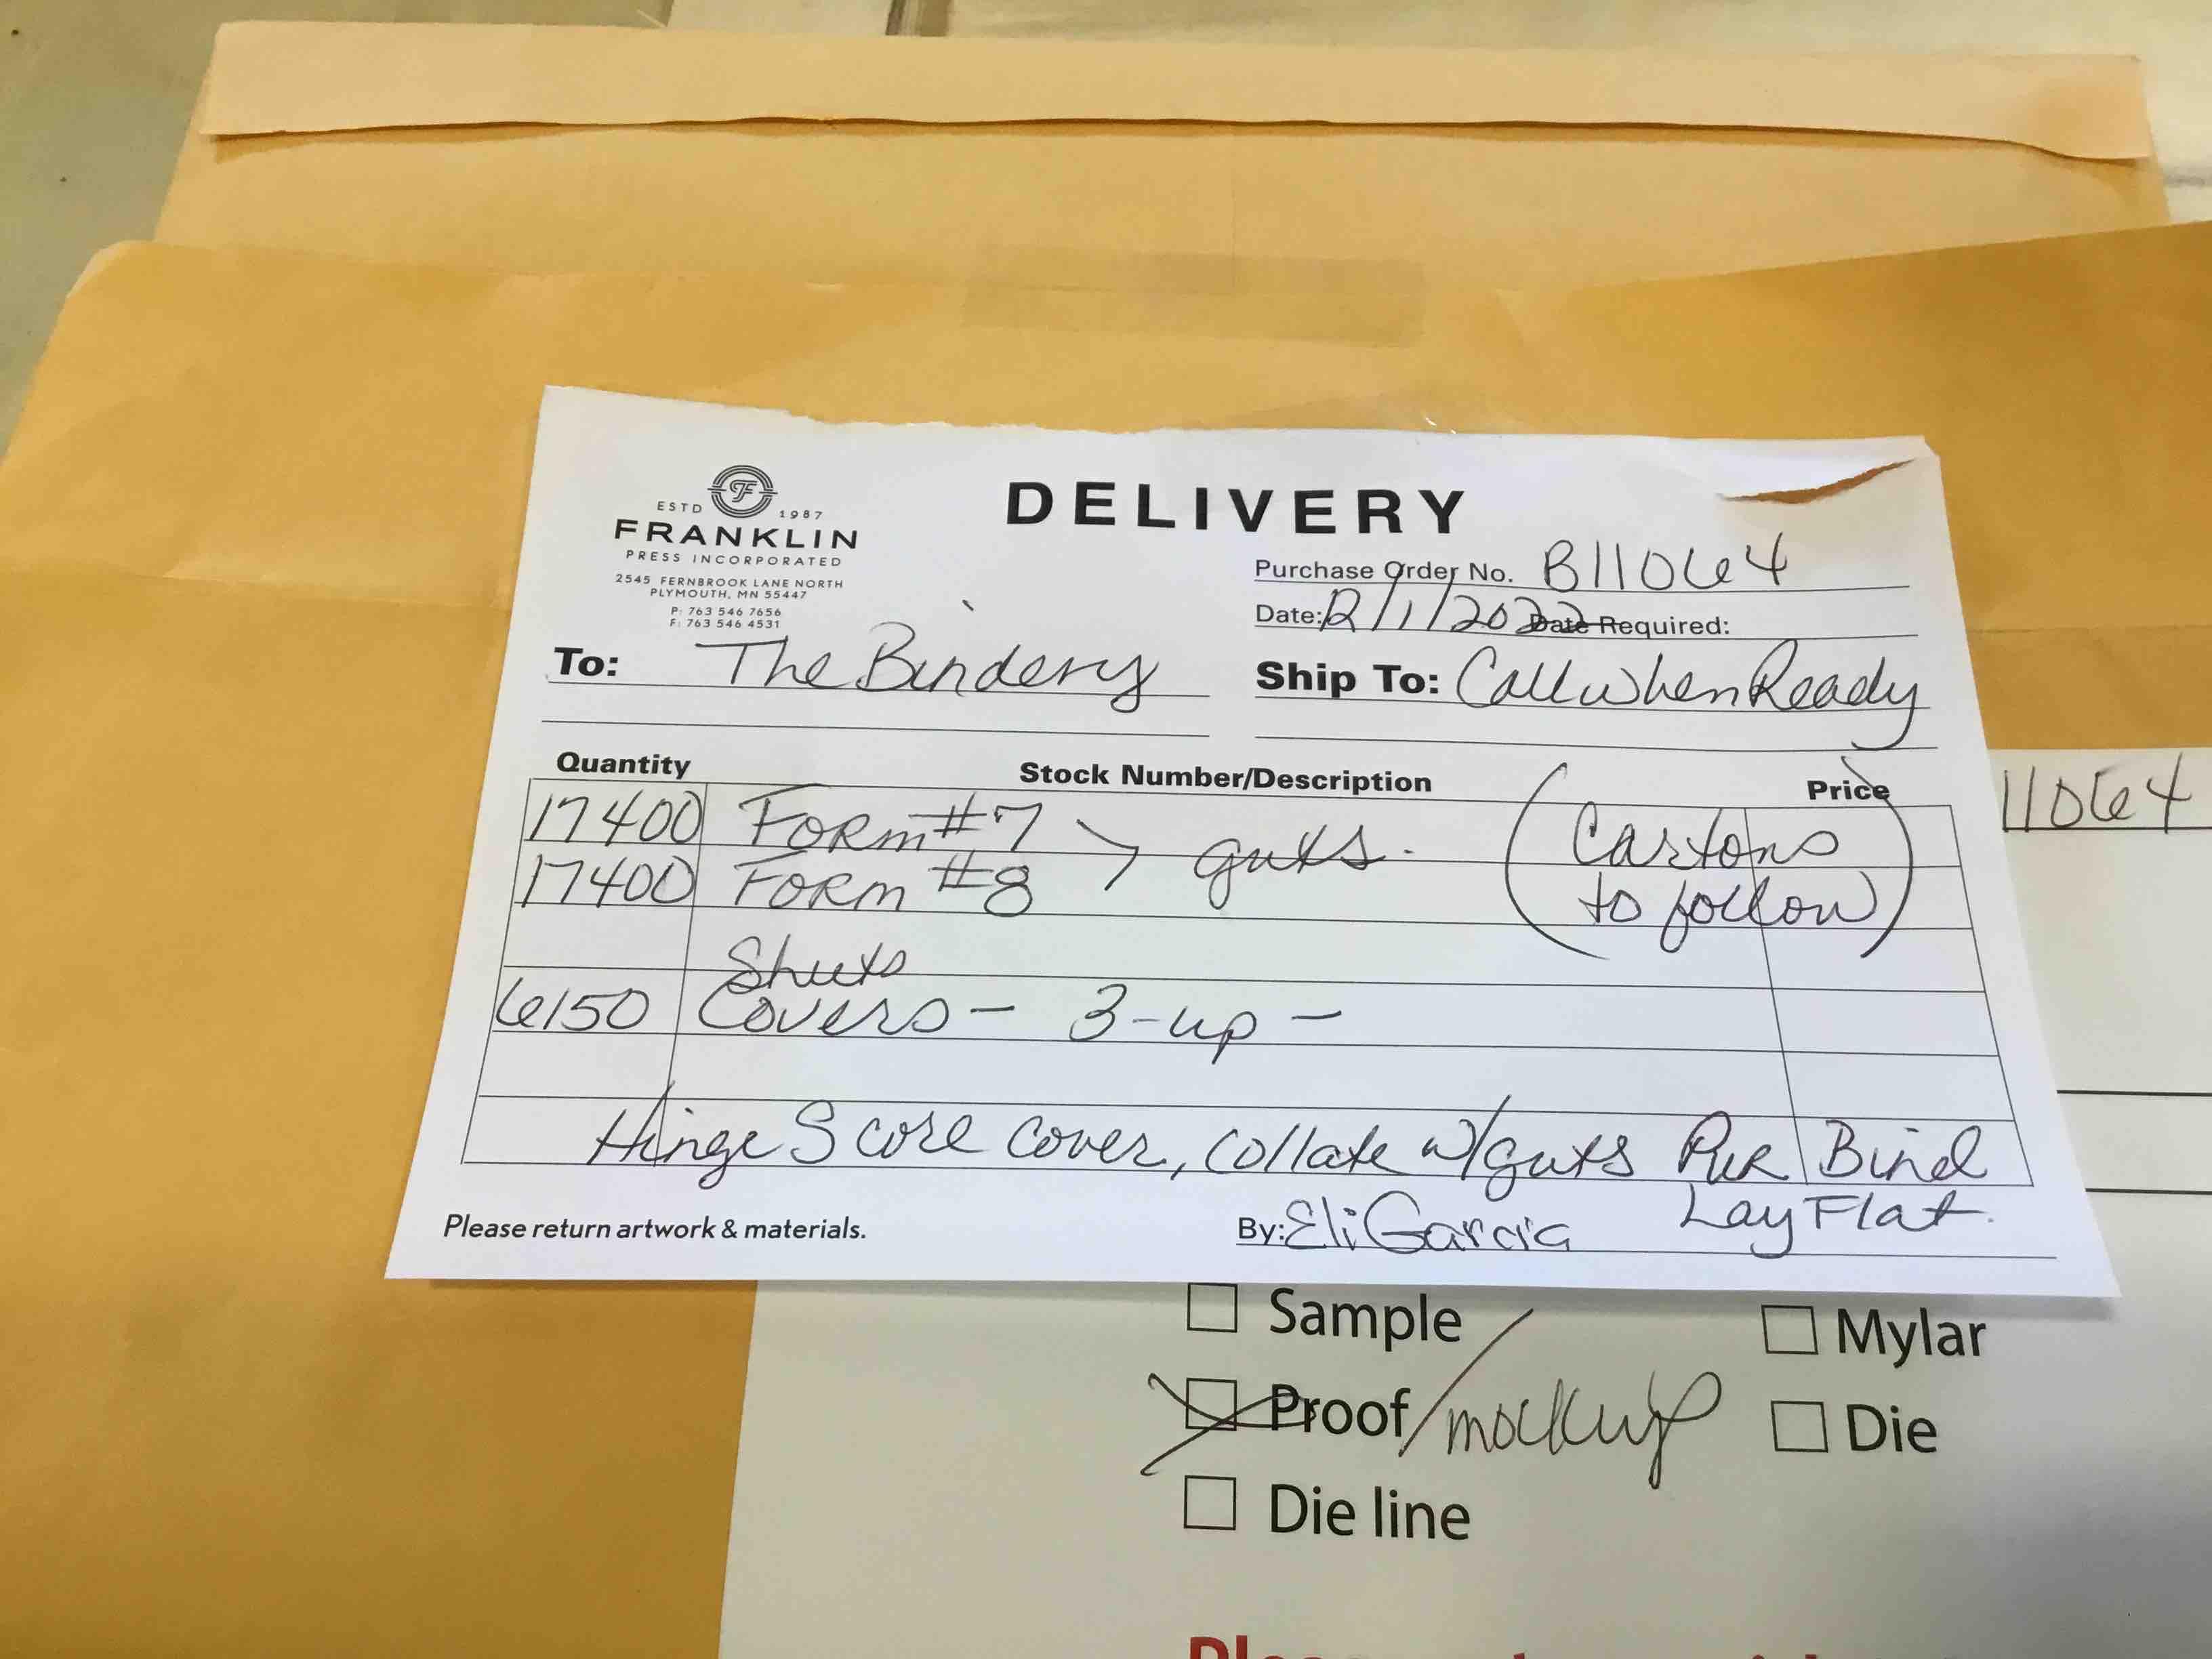 ESTD 1987
FRANKLIN
PRESS INCORPORATED
2545 FERNBROOK LANE NORTH
PLYMOUTH, MN 55447
P: 763 546 7656
F: 763 546 4531
DELIVERY
Purchase Order No. B11064
Date: 12/1/2022 Date Required:
To: The Bindery
Ship To: Call when Ready
Quantity Stock Number/Description Price
17400 FORM #7 > guts. (Cartons
17400 FORM #8 to follow)
Sheets
6150 Covers - 3-up -
Hinge Score cover, collate w/guts PUR Bind
Lay Flat.
Please return artwork & materials.
By: Eli Garcia
11064
Sample
Mylar
Proof/mockup
Die
Die line